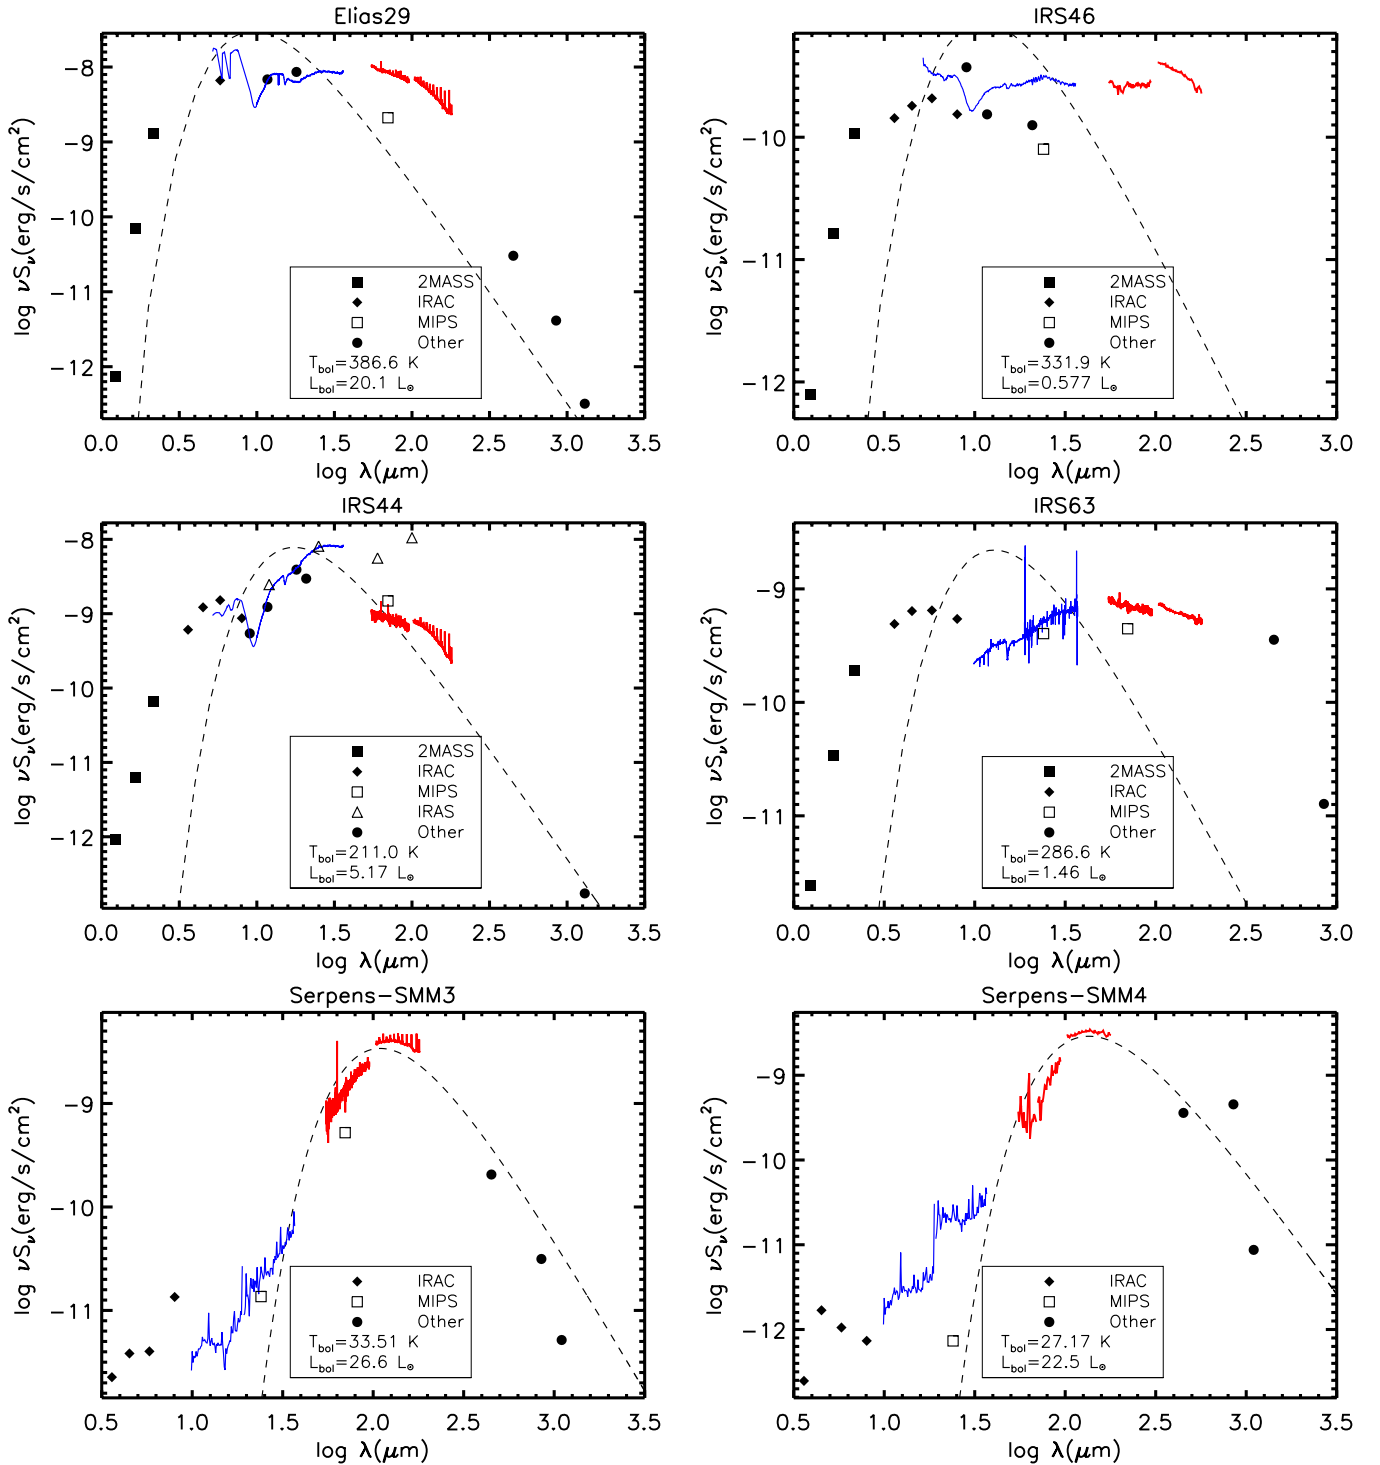 Elias29
log νSν(erg/s/cm²)
−8
−9
−10
−11
−12
2MASS
IRAC
MIPS
Other
Tbol=386.6 K
Lbol=20.1 L⊙
0.0 0.5 1.0 1.5 2.0 2.5 3.0 3.5
log λ(μm)
IRS46
log νSν(erg/s/cm²)
−10
−11
−12
2MASS
IRAC
MIPS
Other
Tbol=331.9 K
Lbol=0.577 L⊙
0.0 0.5 1.0 1.5 2.0 2.5 3.0
log λ(μm)
IRS44
log νSν(erg/s/cm²)
−8
−9
−10
−11
−12
2MASS
IRAC
MIPS
IRAS
Other
Tbol=211.0 K
Lbol=5.17 L⊙
0.0 0.5 1.0 1.5 2.0 2.5 3.0 3.5
log λ(μm)
IRS63
log νSν(erg/s/cm²)
−9
−10
−11
2MASS
IRAC
MIPS
Other
Tbol=286.6 K
Lbol=1.46 L⊙
0.0 0.5 1.0 1.5 2.0 2.5 3.0
log λ(μm)
Serpens−SMM3
log νSν(erg/s/cm²)
−9
−10
−11
IRAC
MIPS
Other
Tbol=33.51 K
Lbol=26.6 L⊙
0.5 1.0 1.5 2.0 2.5 3.0 3.5
log λ(μm)
Serpens−SMM4
log νSν(erg/s/cm²)
−9
−10
−11
−12
IRAC
MIPS
Other
Tbol=27.17 K
Lbol=22.5 L⊙
0.5 1.0 1.5 2.0 2.5 3.0 3.5
log λ(μm)